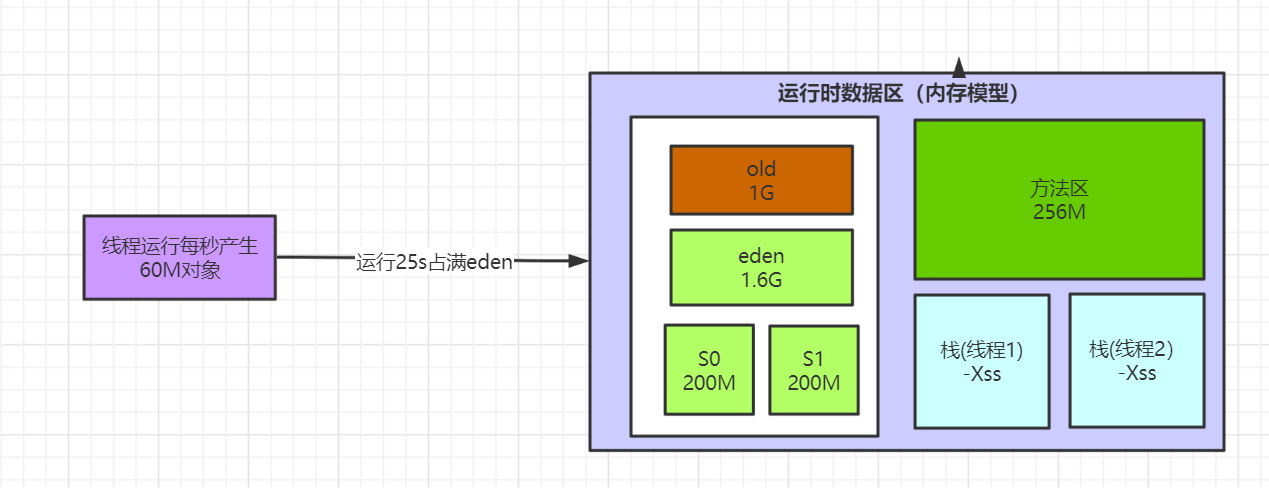 线程运行每秒产生
60M对象
运行25s占满eden
运行时数据区（内存模型）
old
1G
eden
1.6G
S0
200M
S1
200M
方法区
256M
栈(线程1)
-Xss
栈(线程2)
-Xss